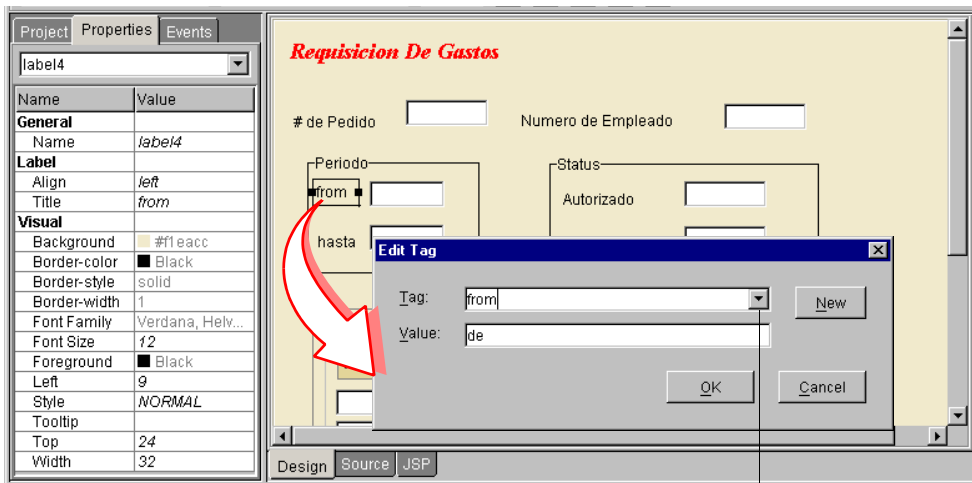 Project Properties Events
label4
Name Value
General
Name label4
Label
Align left
Title from
Visual
Background #f1eacc
Border-color Black
Border-style solid
Border-width 1
Font Family Verdana, Helv...
Font Size 12
Foreground Black
Left 9
Style NORMAL
Tooltip
Top 24
Width 32
Requisicion De Gastos
# de Pedido Numero de Empleado
Periodo Status
from Autorizado
hasta
Edit Tag
Tag: from New
Value: de
OK Cancel
Design Source JSP